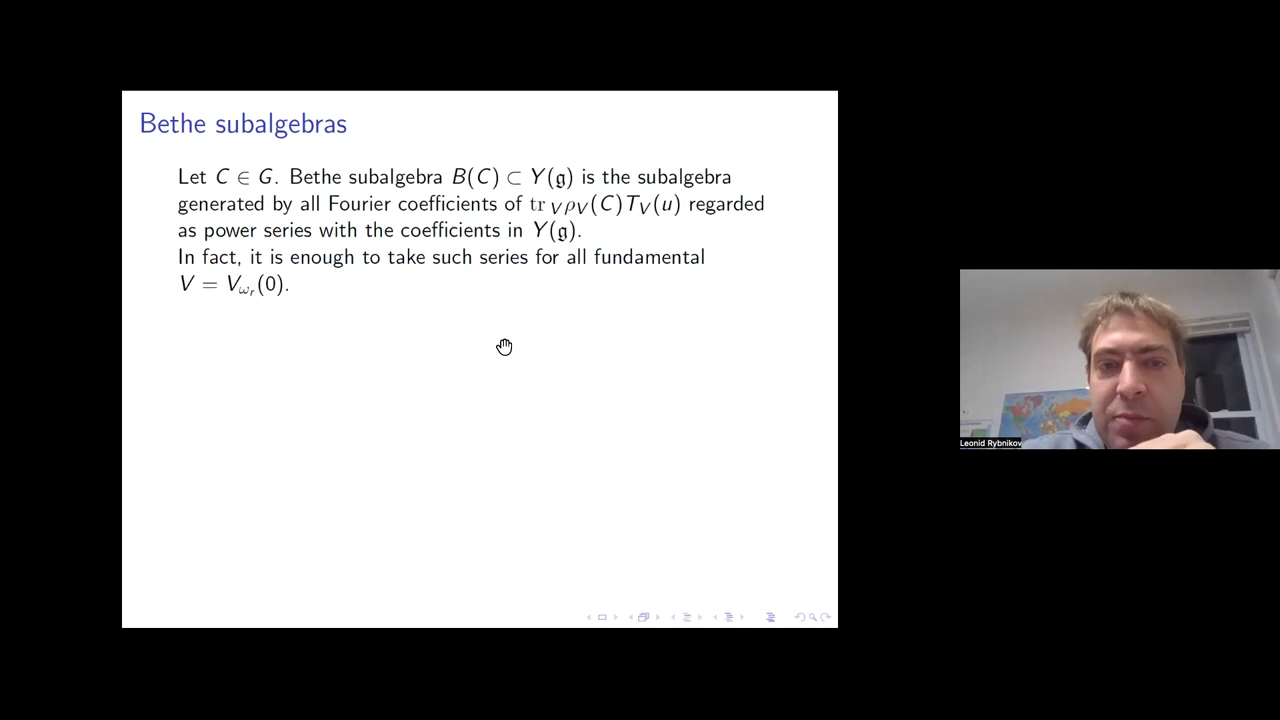 Bethe subalgebras
Let C ∈ G. Bethe subalgebra B(C) ⊂ Y(𝔤) is the subalgebra
generated by all Fourier coefficients of tr_V ρ_V(C)T_V(u) regarded
as power series with the coefficients in Y(𝔤).
In fact, it is enough to take such series for all fundamental
V = V_{ω_r}(0).
Leonid Rybnikov